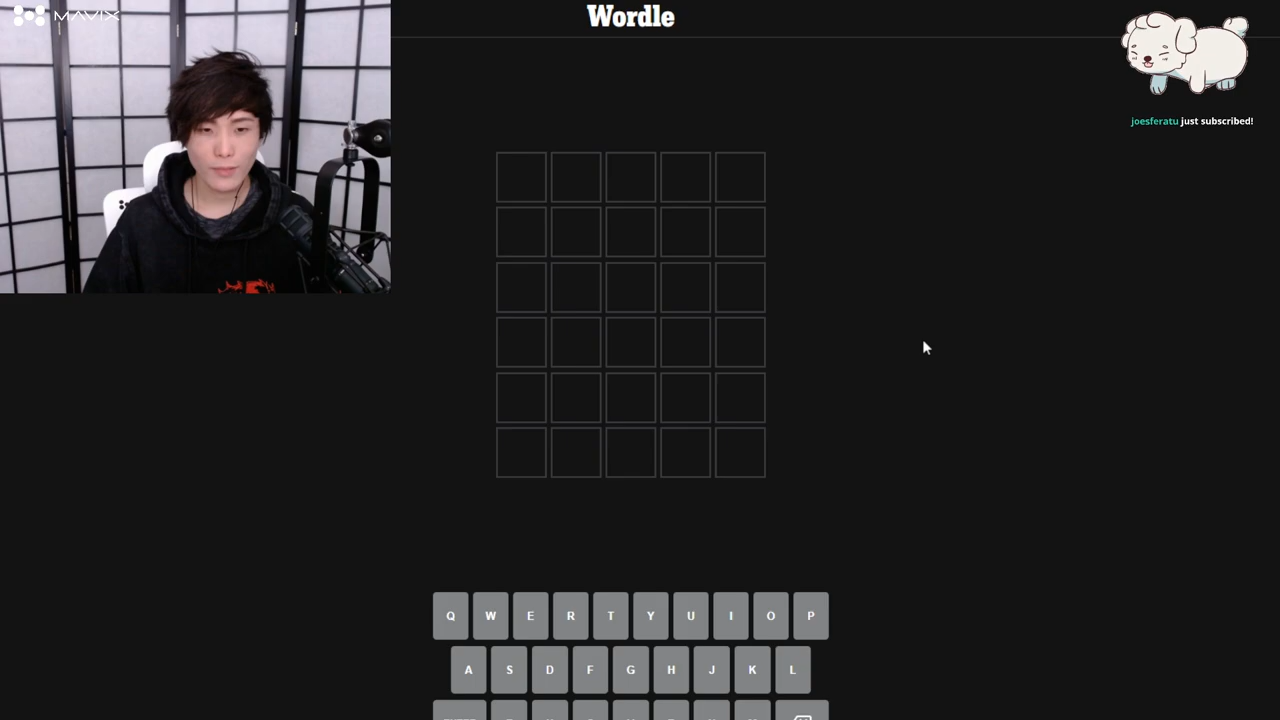 MAVIX
Wordle
joesferatu just subscribed!
Q W E R T Y U I O P
A S D F G H J K L